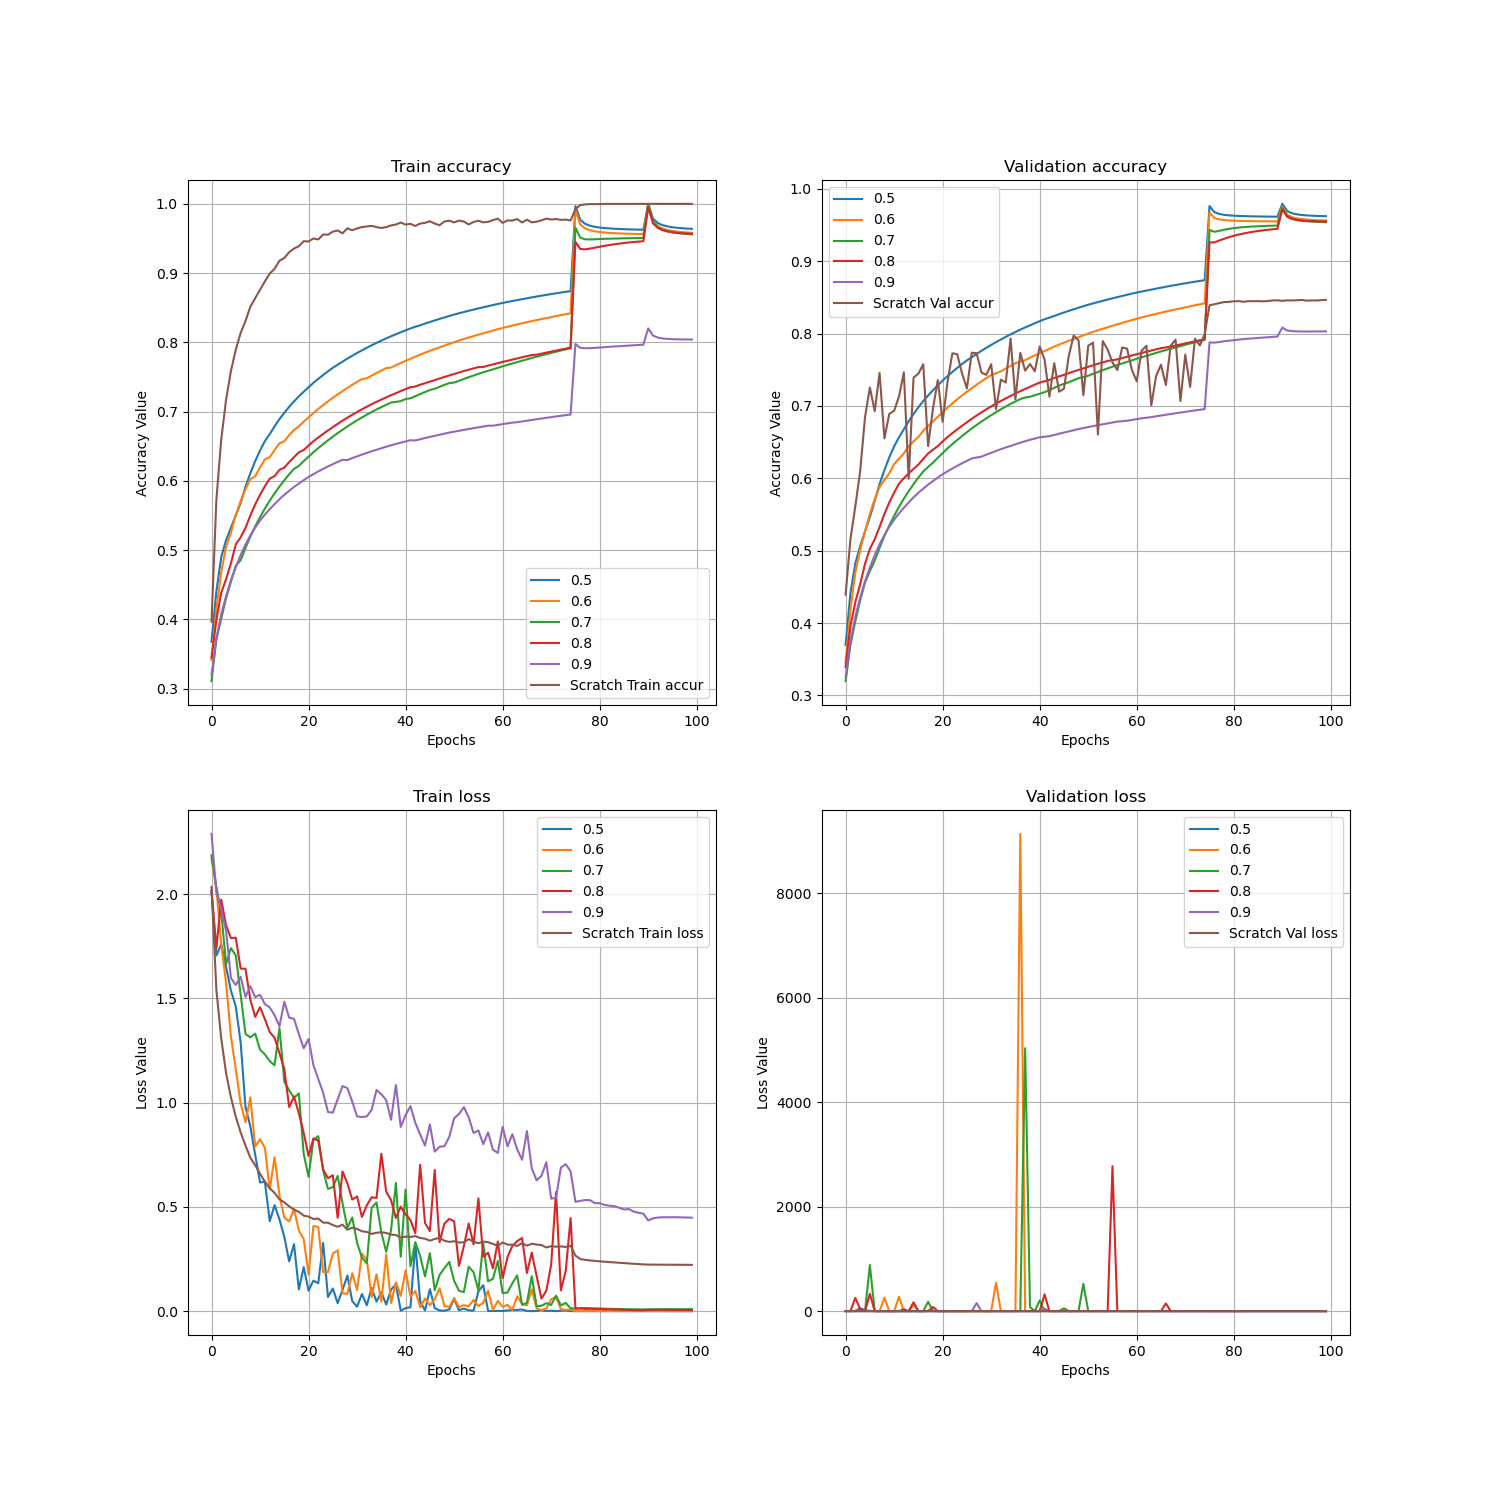 Train accuracy
1.0
0.9
0.8
0.7
0.6
0.5
0.4
0.3
Accuracy Value
0.5
0.6
0.7
0.8
0.9
Scratch Train accur
0 20 40 60 80 100
Epochs
Validation accuracy
1.0
0.9
0.8
0.7
0.6
0.5
0.4
0.3
Accuracy Value
0.5
0.6
0.7
0.8
0.9
Scratch Val accur
0 20 40 60 80 100
Epochs
Train loss
2.0
1.5
1.0
0.5
0.0
Loss Value
0.5
0.6
0.7
0.8
0.9
Scratch Train loss
0 20 40 60 80 100
Epochs
Validation loss
8000
6000
4000
2000
0
Loss Value
0.5
0.6
0.7
0.8
0.9
Scratch Val loss
0 20 40 60 80 100
Epochs